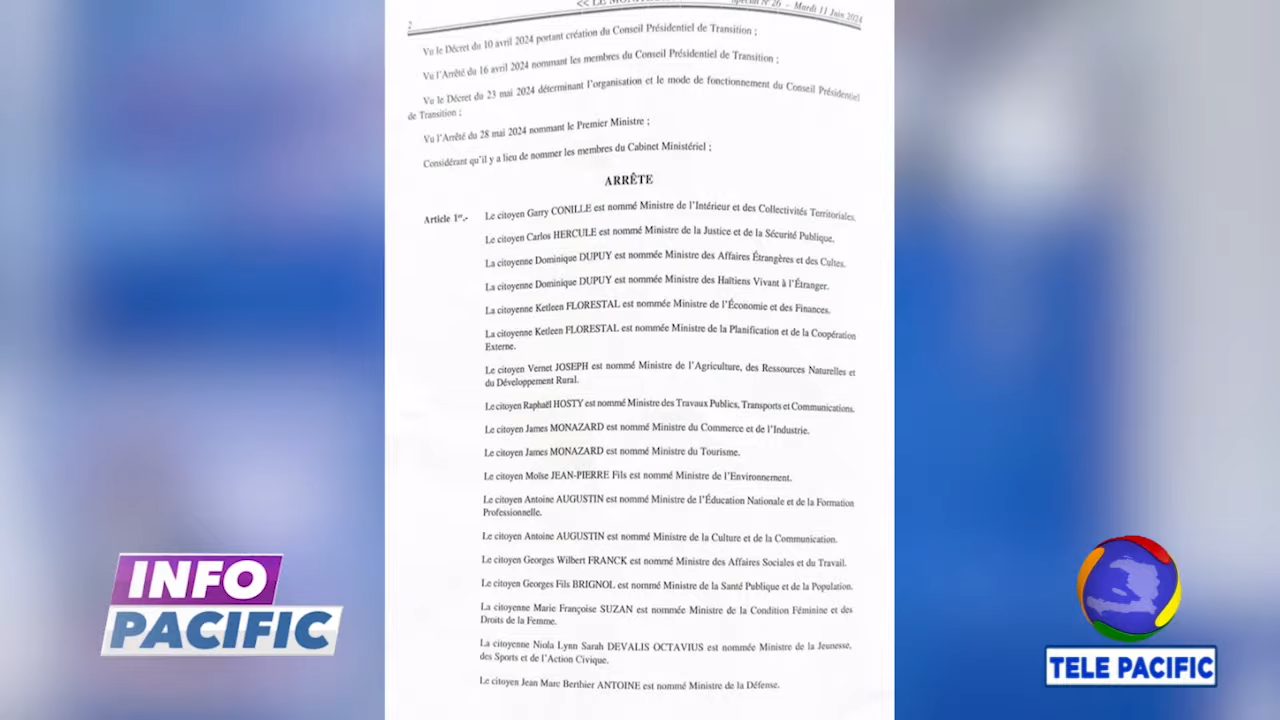 2
Spécial N° 26 - Mardi 11 Juin 2024
Vu le Décret du 10 avril 2024 portant création du Conseil Présidentiel de Transition ;
Vu l'Arrêté du 16 avril 2024 nommant les membres du Conseil Présidentiel de Transition ;
Vu le Décret du 23 mai 2024 déterminant l'organisation et le mode de fonctionnement du Conseil Présidentiel
de Transition ;
Vu l'Arrêté du 28 mai 2024 nommant le Premier Ministre ;
Considérant qu'il y a lieu de nommer les membres du Cabinet Ministériel ;
ARRÊTE
Article 1er.- Le citoyen Garry CONILLE est nommé Ministre de l'Intérieur et des Collectivités Territoriales.
Le citoyen Carlos HERCULE est nommé Ministre de la Justice et de la Sécurité Publique.
La citoyenne Dominique DUPUY est nommée Ministre des Affaires Étrangères et des Cultes.
La citoyenne Dominique DUPUY est nommée Ministre des Haïtiens Vivant à l'Étranger.
La citoyenne Ketleen FLORESTAL est nommée Ministre de l'Économie et des Finances.
La citoyenne Ketleen FLORESTAL est nommée Ministre de la Planification et de la Coopération
Externe.
Le citoyen Vernet JOSEPH est nommé Ministre de l'Agriculture, des Ressources Naturelles et
du Développement Rural.
Le citoyen Raphaël HOSTY est nommé Ministre des Travaux Publics, Transports et Communications.
Le citoyen James MONAZARD est nommé Ministre du Commerce et de l'Industrie.
Le citoyen James MONAZARD est nommé Ministre du Tourisme.
Le citoyen Moïse JEAN-PIERRE Fils est nommé Ministre de l'Environnement.
Le citoyen Antoine AUGUSTIN est nommé Ministre de l'Éducation Nationale et de la Formation
Professionnelle.
Le citoyen Antoine AUGUSTIN est nommé Ministre de la Culture et de la Communication.
Le citoyen Georges Wilbert FRANCK est nommé Ministre des Affaires Sociales et du Travail.
Le citoyen Georges Fils BRIGNOL est nommé Ministre de la Santé Publique et de la Population.
La citoyenne Marie Françoise SUZAN est nommée Ministre de la Condition Féminine et des
Droits de la Femme.
La citoyenne Niola Lynn Sarah DEVALIS OCTAVIUS est nommée Ministre de la Jeunesse,
des Sports et de l'Action Civique.
Le citoyen Jean Marc Berthier ANTOINE est nommé Ministre de la Défense.
INFO
PACIFIC
TELE PACIFIC